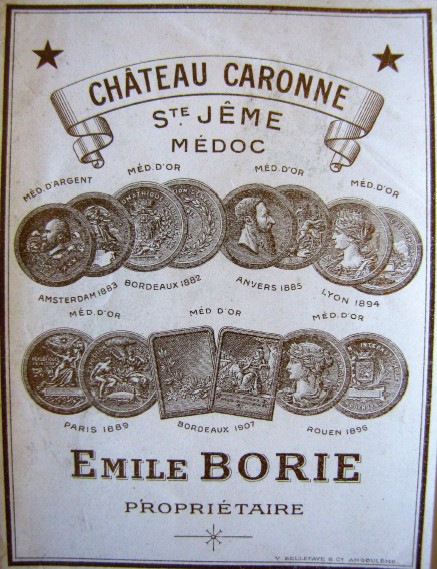 CHÂTEAU CARONNE
STE JÊME
MÉDOC
MÉD. D'ARGENT
MÉD. D'OR
MÉD. D'OR
MÉD. D'OR
AMSTERDAM 1883
BORDEAUX 1882
ANVERS 1885
LYON 1894
MÉD. D'OR
MÉD D'OR
MÉD. D'OR
PARIS 1889
BORDEAUX 1907
ROUEN 1896
EMILE BORIE
PROPRIÉTAIRE
V. BELLEFAYE & CIE ANGOULÊME.